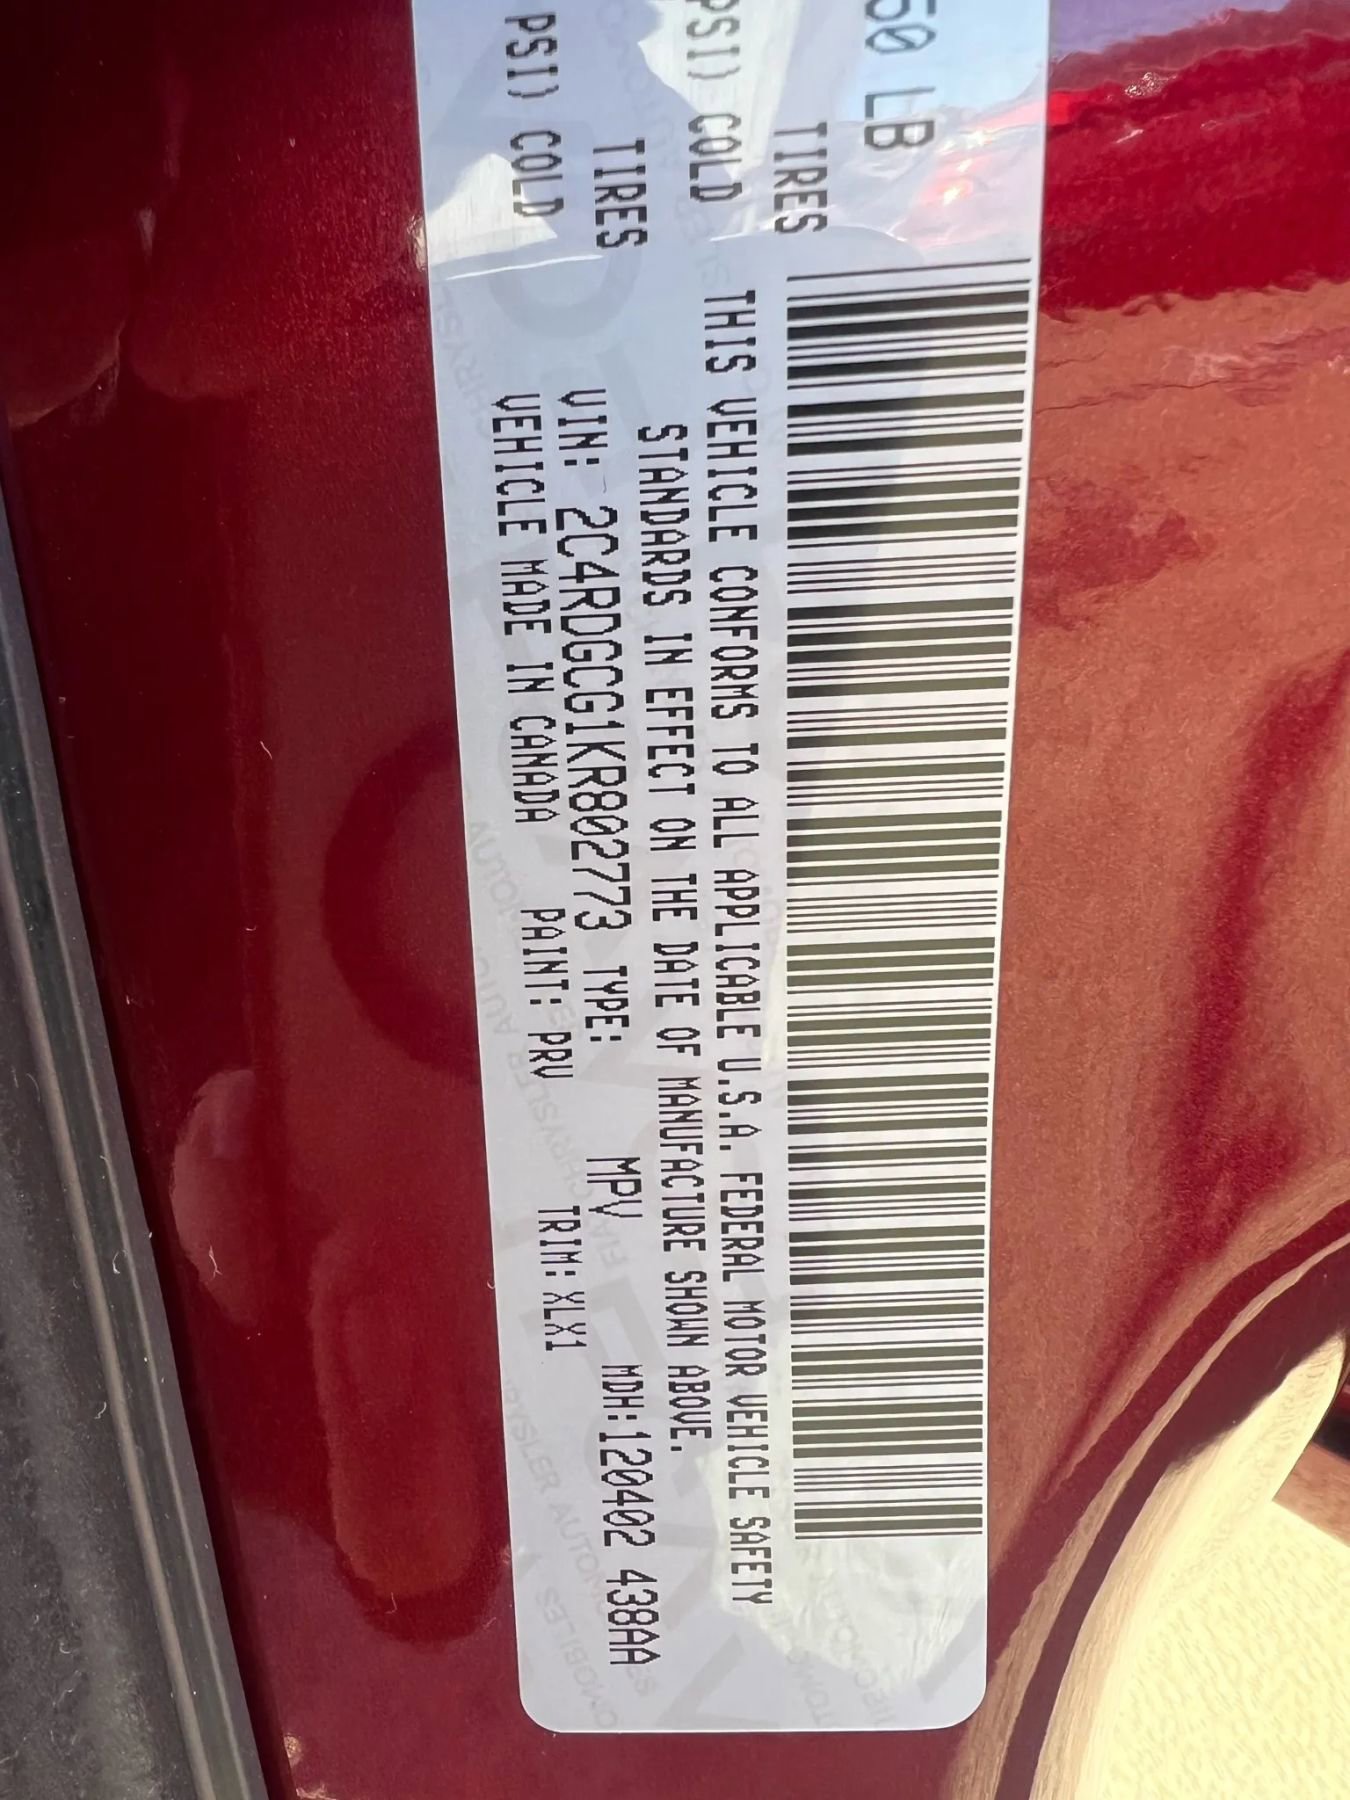 60 LB
TIRES
PSI) COLD
TIRES
PSI) COLD
THIS VEHICLE CONFORMS TO ALL APPLICABLE U.S.A. FEDERAL MOTOR VEHICLE SAFETY
STANDARDS IN EFFECT ON THE DATE OF MANUFACTURE SHOWN ABOVE.
VIN: 2C4RDGCG1KR802773 TYPE: MPV MDH:120402 438AA
VEHICLE MADE IN CANADA PAINT: PRV TRIM: XLX1